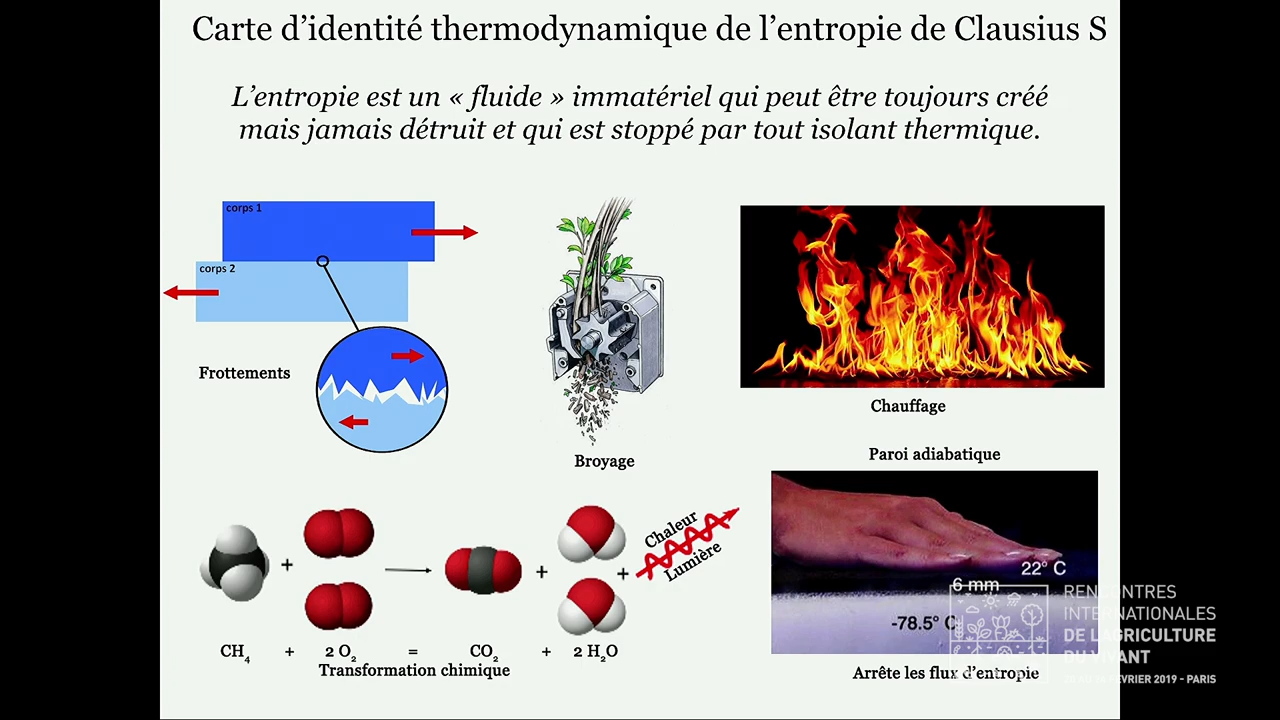 Carte d’identité thermodynamique de l’entropie de Clausius S
L’entropie est un « fluide » immatériel qui peut être toujours créé
mais jamais détruit et qui est stoppé par tout isolant thermique.
corps 1
corps 2
Frottements
Broyage
Chauffage
Paroi adiabatique
22° C
6 mm
-78.5° C
Arrête les flux d’entropie
Chaleur
Lumière
CH4 + 2 O2 = CO2 + 2 H2O
Transformation chimique
RENCONTRES
INTERNATIONALES
DE L'AGRICULTURE
DU VIVANT
FÉVRIER 2019 - PARIS